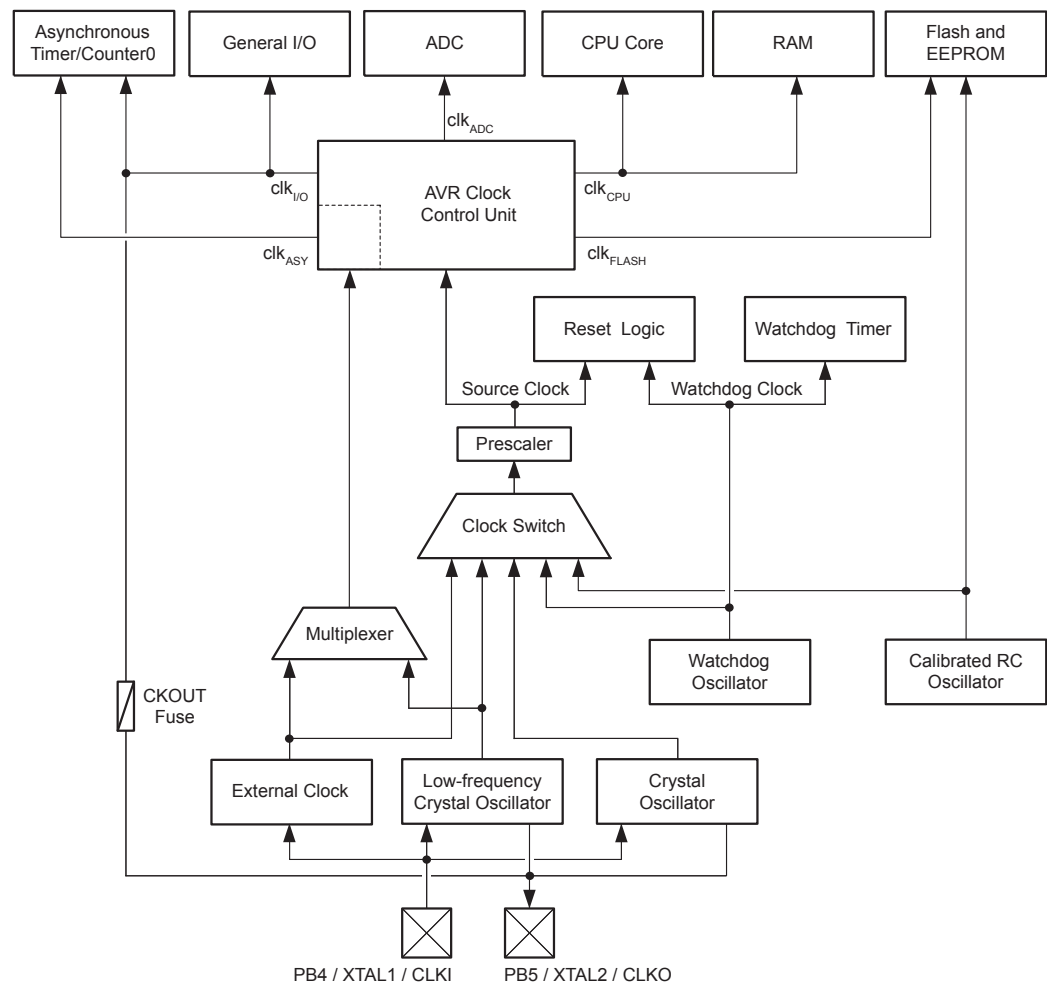 Asynchronous
Timer/Counter0
General I/O
ADC
CPU Core
RAM
Flash and
EEPROM
clkADC
AVR Clock
Control Unit
clkI/O
clkCPU
clkASY
clkFLASH
Reset Logic
Watchdog Timer
Source Clock
Watchdog Clock
Prescaler
Clock Switch
Multiplexer
Watchdog
Oscillator
Calibrated RC
Oscillator
CKOUT
Fuse
External Clock
Low-frequency
Crystal Oscillator
Crystal
Oscillator
PB4 / XTAL1 / CLKI
PB5 / XTAL2 / CLKO